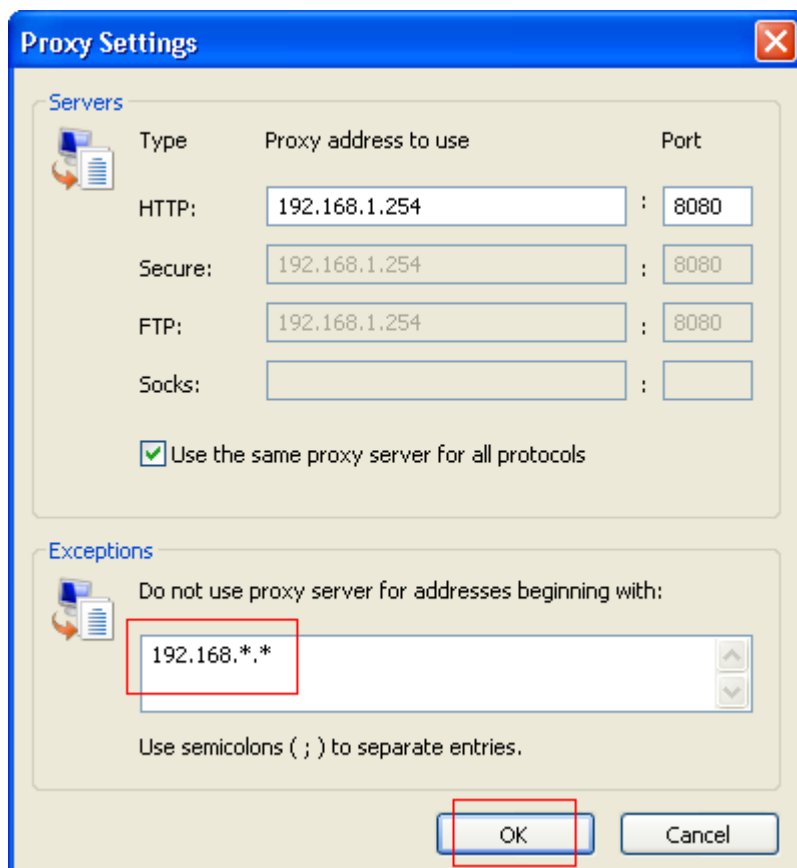 Proxy Settings
Servers
Type Proxy address to use Port
HTTP: 192.168.1.254 : 8080
Secure: 192.168.1.254 : 8080
FTP: 192.168.1.254 : 8080
Socks: :
Use the same proxy server for all protocols
Exceptions
Do not use proxy server for addresses beginning with:
192.168.*.*
Use semicolons ( ; ) to separate entries.
OK Cancel